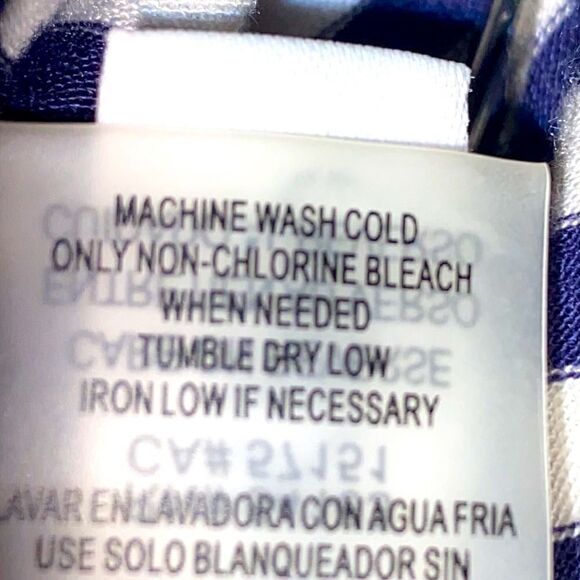 MACHINE WASH COLD
ONLY NON-CHLORINE BLEACH
WHEN NEEDED
TUMBLE DRY LOW
IRON LOW IF NECESSARY
CA# 57151
LAVAR EN LAVADORA CON AGUA FRIA
USE SOLO BLANQUEADOR SIN